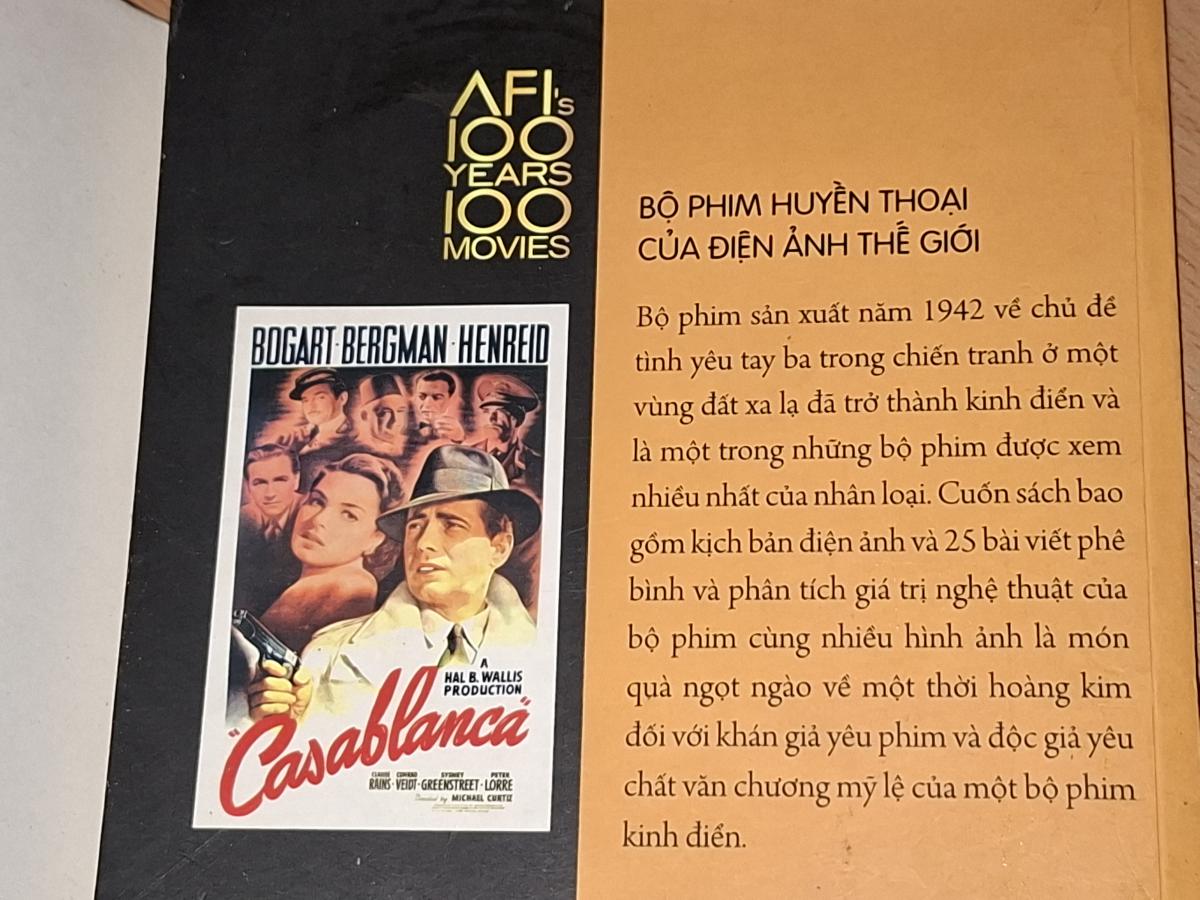 AFI's
100
YEARS
100
MOVIES
BOGART · BERGMAN · HENREID
A
HAL B. WALLIS
PRODUCTION
"Casablanca"
CLAUDE RAINS · CONRAD VEIDT · SYDNEY GREENSTREET · PETER LORRE
Directed by MICHAEL CURTIZ
BỘ PHIM HUYỀN THOẠI
CỦA ĐIỆN ẢNH THẾ GIỚI
Bộ phim sản xuất năm 1942 về chủ đề
tình yêu tay ba trong chiến tranh ở một
vùng đất xa lạ đã trở thành kinh điển và
là một trong những bộ phim được xem
nhiều nhất của nhân loại. Cuốn sách bao
gồm kịch bản điện ảnh và 25 bài viết phê
bình và phân tích giá trị nghệ thuật của
bộ phim cùng nhiều hình ảnh là món
quà ngọt ngào về một thời hoàng kim
đối với khán giả yêu phim và độc giả yêu
chất văn chương mỹ lệ của một bộ phim
kinh điển.